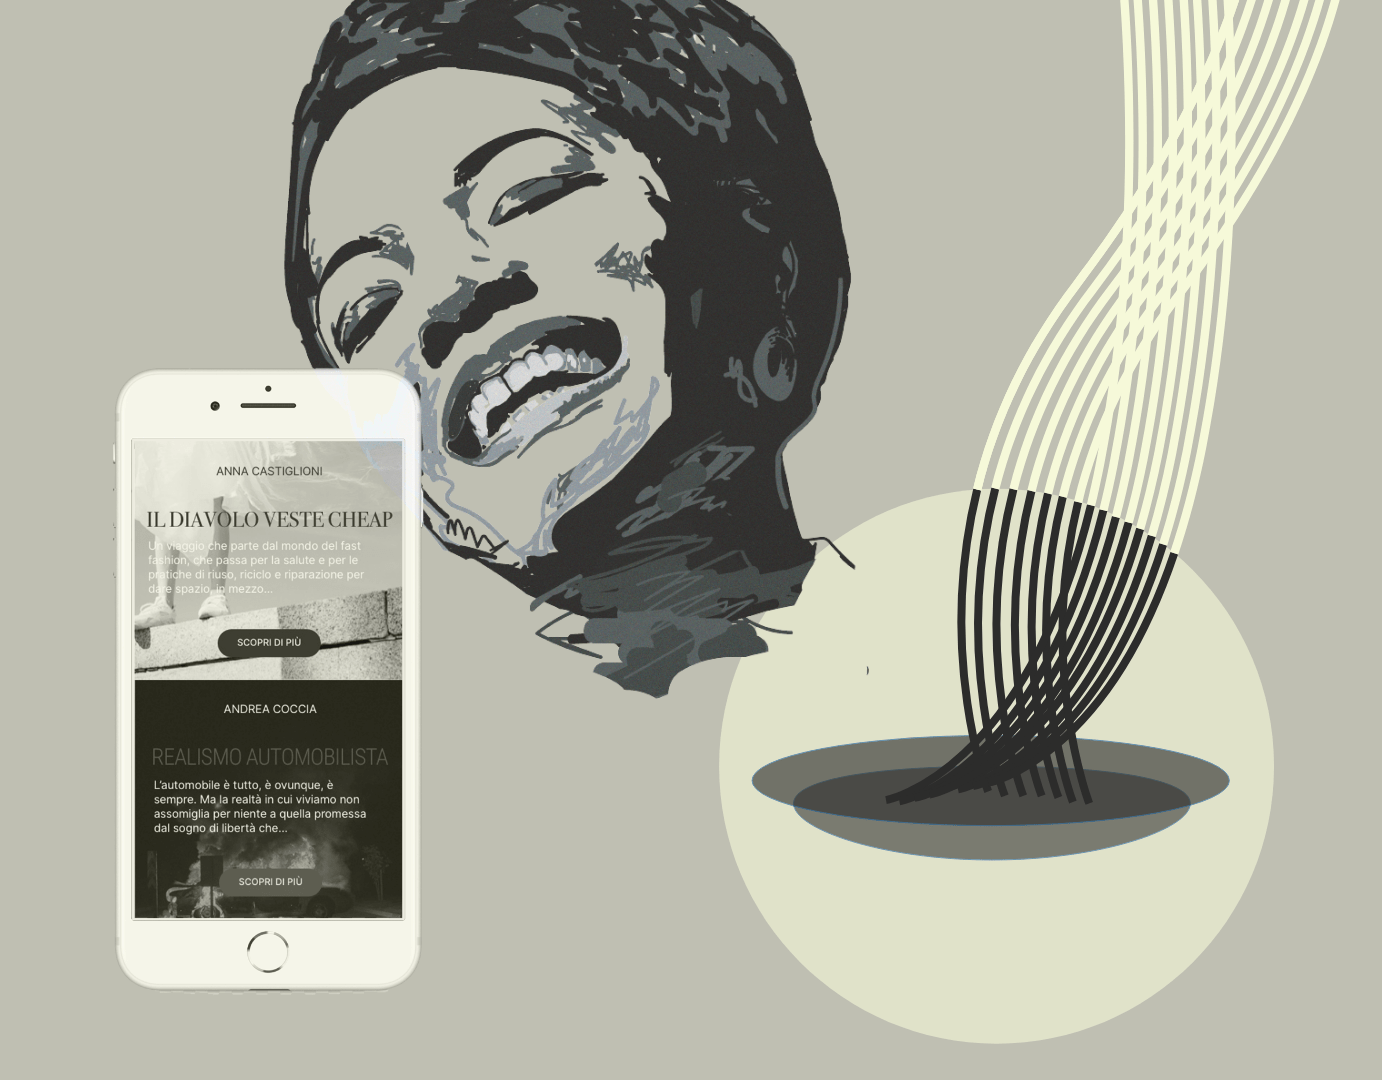 ANNA CASTIGLIONI
IL DIAVOLO VESTE CHEAP
Un viaggio che parte dal mondo del fast
fashion, che passa per la salute e per le
pratiche di riuso, riciclo e riparazione per
dare spazio, in mezzo...
SCOPRI DI PIÙ
ANDREA COCCIA
REALISMO AUTOMOBILISTA
L'automobile è tutto, è ovunque, è
sempre. Ma la realtà in cui viviamo non
assomiglia per niente a quella promessa
dal sogno di libertà che...
SCOPRI DI PIÙ